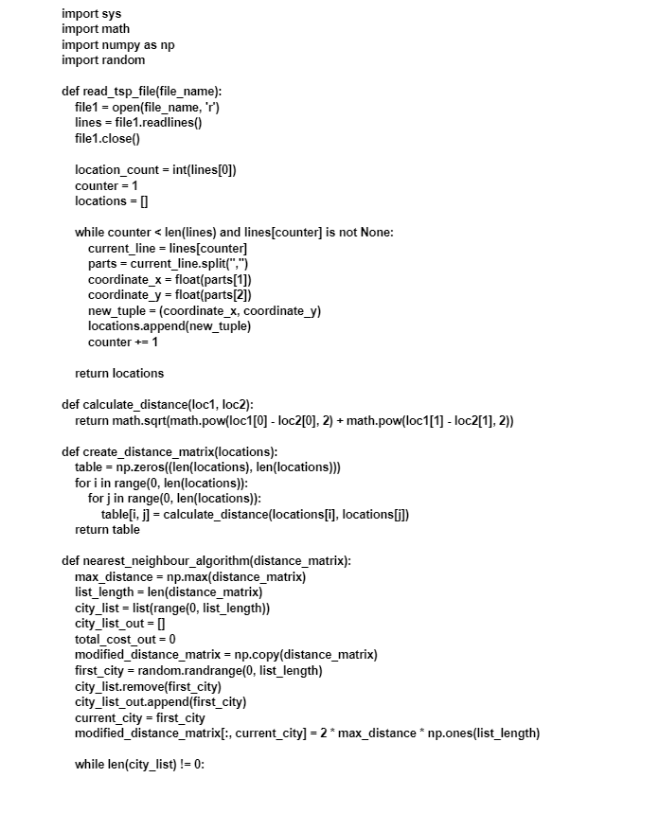 import sys
import math
import numpy as np
import random

def read_tsp_file(file_name):
    file1 = open(file_name, 'r')
    lines = file1.readlines()
    file1.close()

    location_count = int(lines[0])
    counter = 1
    locations = []

    while counter < len(lines) and lines[counter] is not None:
        current_line = lines[counter]
        parts = current_line.split(",")
        coordinate_x = float(parts[1])
        coordinate_y = float(parts[2])
        new_tuple = (coordinate_x, coordinate_y)
        locations.append(new_tuple)
        counter += 1

    return locations

def calculate_distance(loc1, loc2):
    return math.sqrt(math.pow(loc1[0] - loc2[0], 2) + math.pow(loc1[1] - loc2[1], 2))

def create_distance_matrix(locations):
    table = np.zeros((len(locations), len(locations)))
    for i in range(0, len(locations)):
        for j in range(0, len(locations)):
            table[i, j] = calculate_distance(locations[i], locations[j])
    return table

def nearest_neighbour_algorithm(distance_matrix):
    max_distance = np.max(distance_matrix)
    list_length = len(distance_matrix)
    city_list = list(range(0, list_length))
    city_list_out = []
    total_cost_out = 0
    modified_distance_matrix = np.copy(distance_matrix)
    first_city = random.randrange(0, list_length)
    city_list.remove(first_city)
    city_list_out.append(first_city)
    current_city = first_city
    modified_distance_matrix[:, current_city] = 2 * max_distance * np.ones(list_length)

    while len(city_list) != 0: